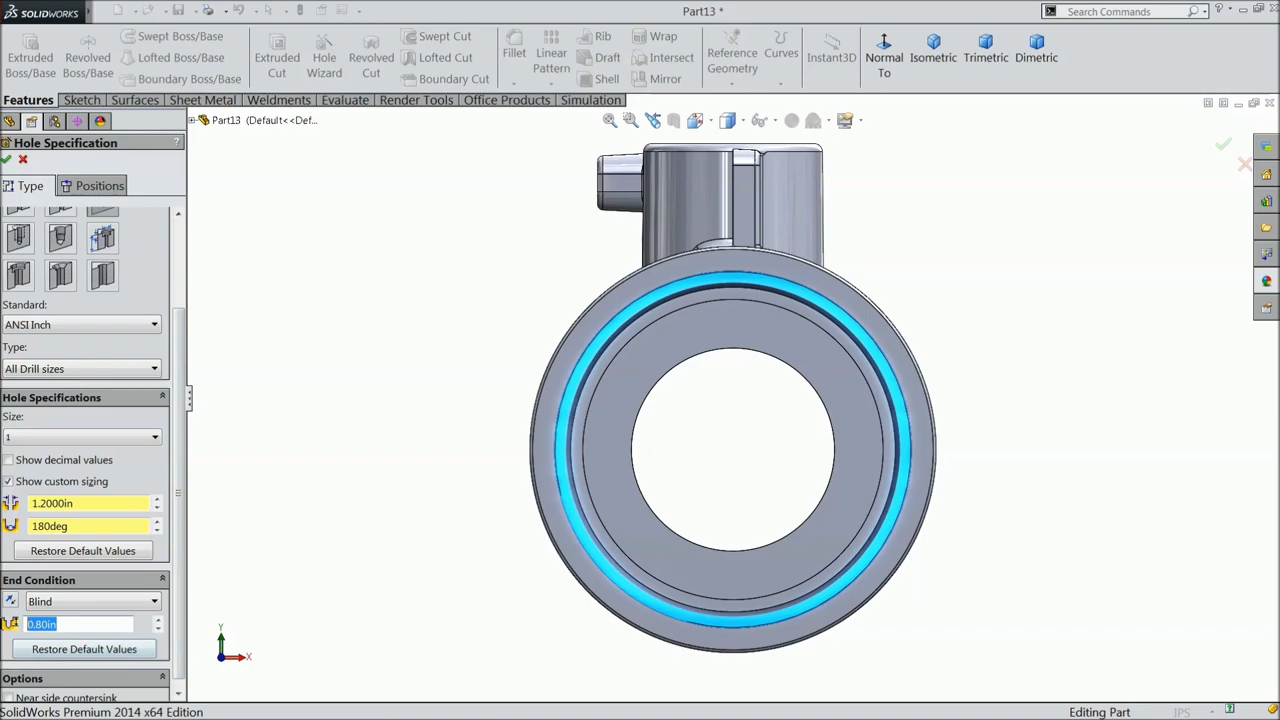 SOLIDWORKS
Part13 *
Search Commands
Extruded Boss/Base
Revolved Boss/Base
Swept Boss/Base
Lofted Boss/Base
Boundary Boss/Base
Extruded Cut
Hole Wizard
Revolved Cut
Swept Cut
Lofted Cut
Boundary Cut
Fillet
Linear Pattern
Rib
Draft
Shell
Wrap
Intersect
Mirror
Reference Geometry
Curves
Instant3D
Normal To
Isometric
Trimetric
Dimetric
Features Sketch Surfaces Sheet Metal Weldments Evaluate Render Tools Office Products Simulation
Part13 (Default<<Def...
Hole Specification ?
Type Positions
Standard:
ANSI Inch
Type:
All Drill sizes
Hole Specifications
Size:
1
Show decimal values
Show custom sizing
1.2000in
180deg
Restore Default Values
End Condition
Blind
0.80in
Restore Default Values
Options
Near side countersink
Y
X
SolidWorks Premium 2014 x64 Edition
Editing Part
IPS